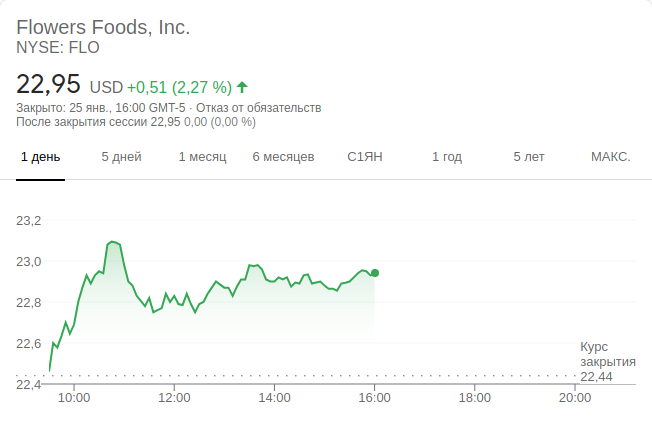 Flowers Foods, Inc.
NYSE: FLO
22,95 USD +0,51 (2,27 %)
Закрыто: 25 янв., 16:00 GMT-5 · Отказ от обязательств
После закрытия сессии 22,95 0,00 (0,00 %)
1 день 5 дней 1 месяц 6 месяцев С1ЯН 1 год 5 лет МАКС.
23,2
23,0
22,8
22,6
22,4
Курс
закрытия
22,44
10:00 12:00 14:00 16:00 18:00 20:00